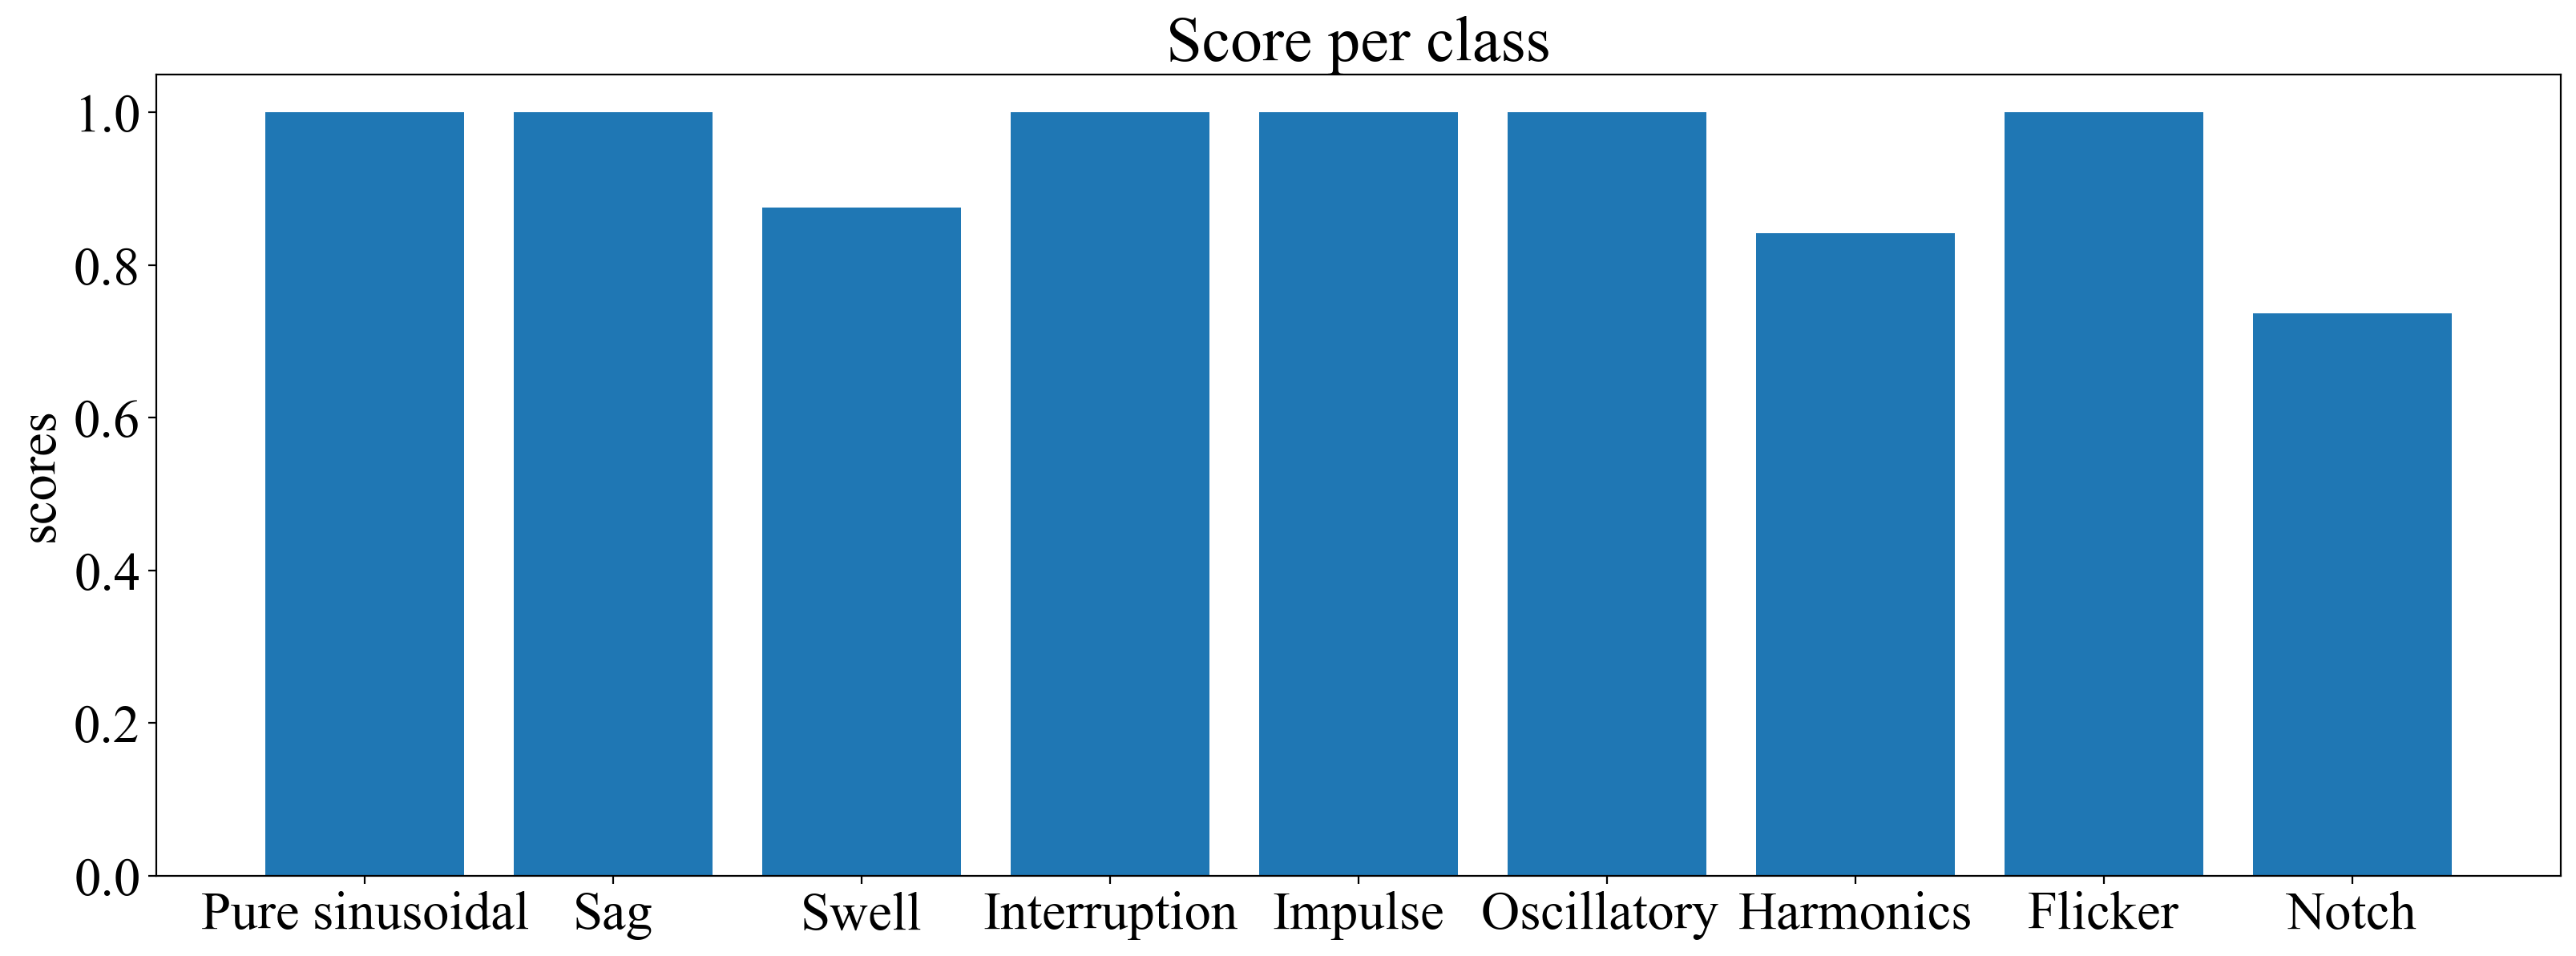 Score per class
scores
1.0
0.8
0.6
0.4
0.2
0.0
Pure sinusoidal Sag Swell Interruption Impulse Oscillatory Harmonics Flicker Notch